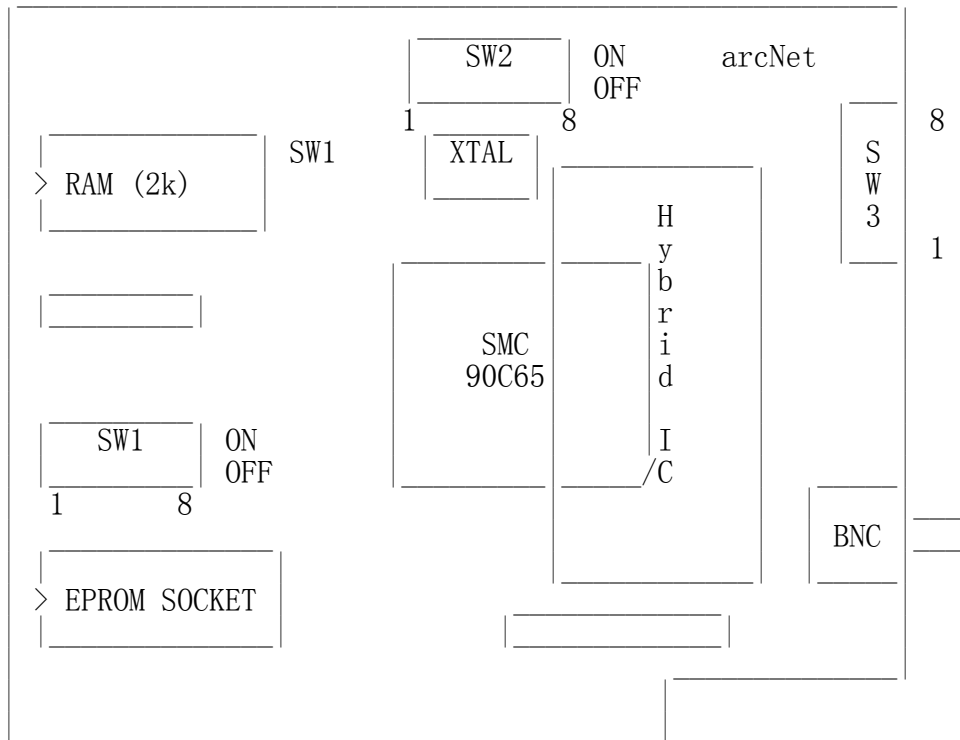 SW2 ON arcNet
OFF
1 8 8
SW1 XTAL S
> RAM (2k) W
H 3
y 1
b
r
SMC i
90C65 d
SW1 ON I
OFF /C
1 8
BNC
> EPROM SOCKET